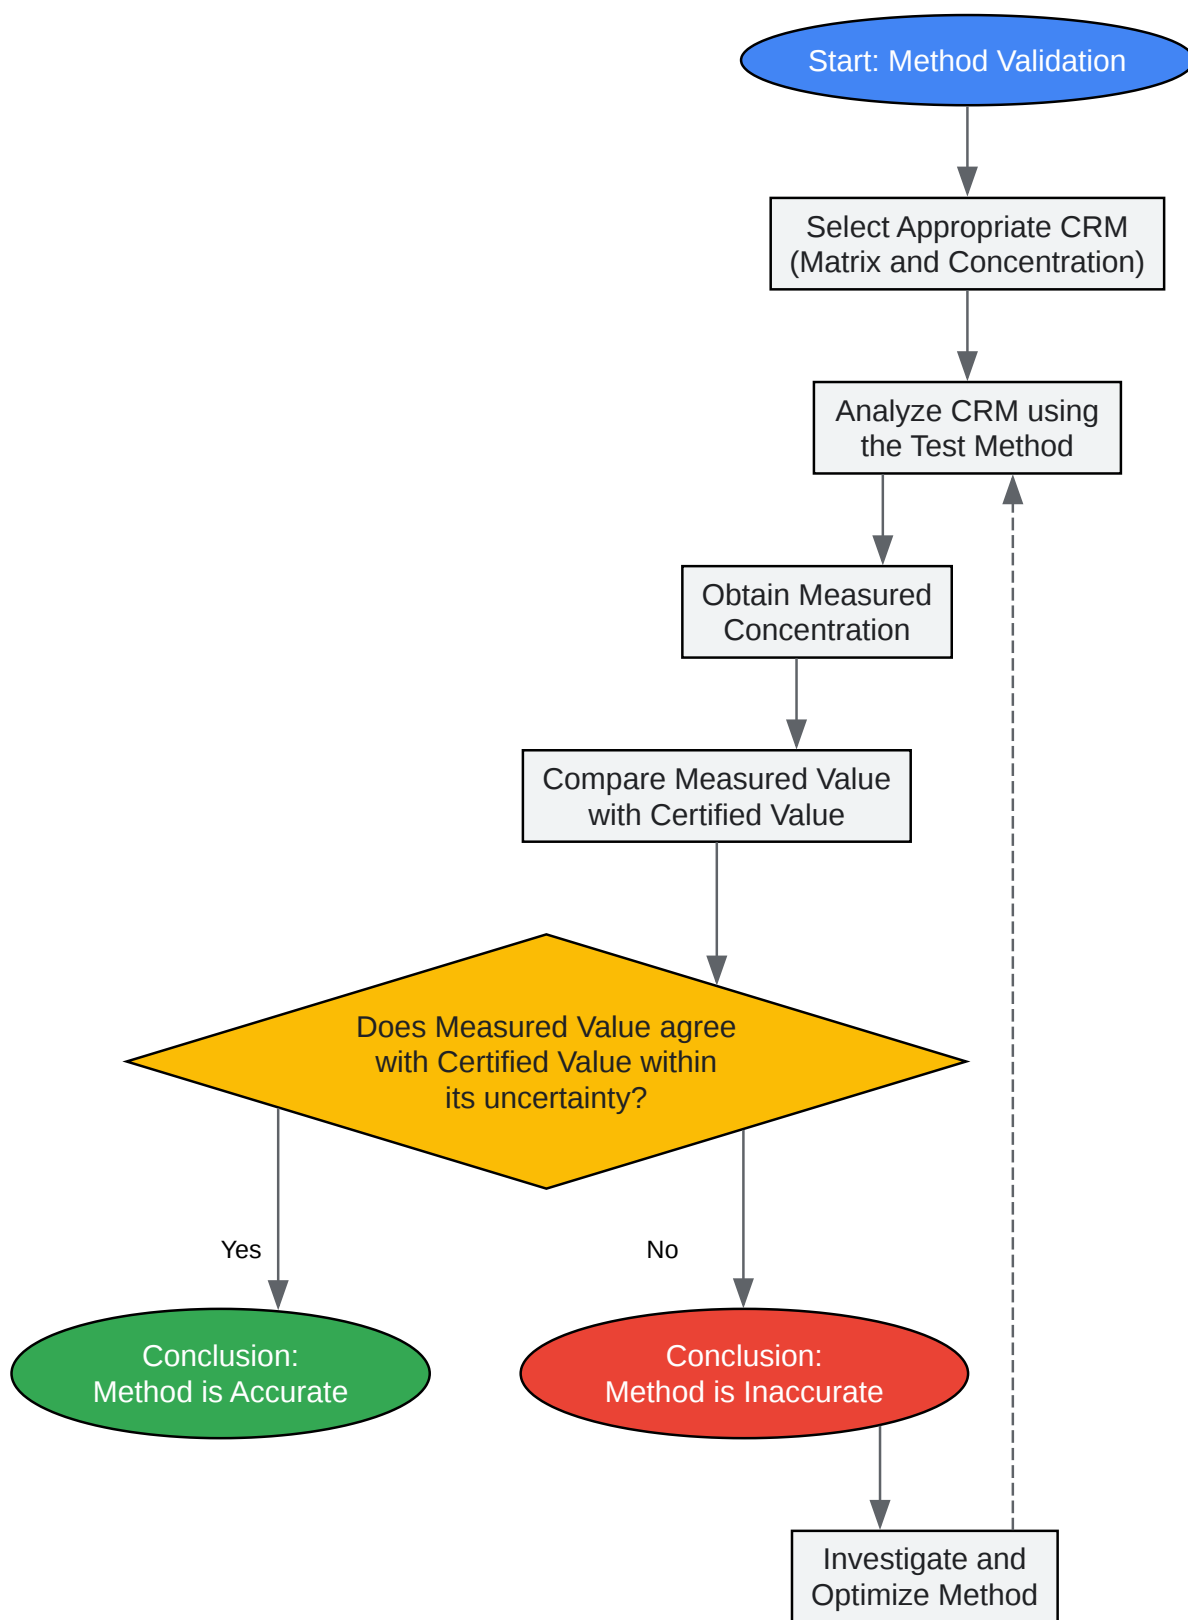 Start: Method Validation
Select Appropriate CRM
(Matrix and Concentration)
Analyze CRM using
the Test Method
Obtain Measured
Concentration
Compare Measured Value
with Certified Value
Does Measured Value agree
with Certified Value within
its uncertainty?
Yes
No
Conclusion:
Method is Accurate
Conclusion:
Method is Inaccurate
Investigate and
Optimize Method